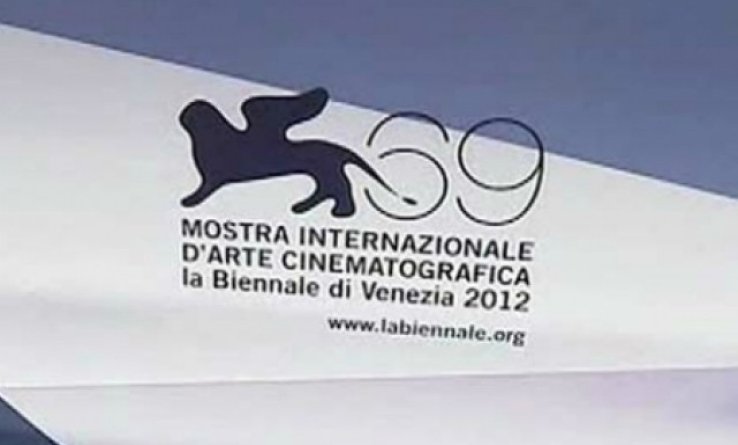 69
MOSTRA INTERNAZIONALE
D'ARTE CINEMATOGRAFICA
la Biennale di Venezia 2012
www.labiennale.org